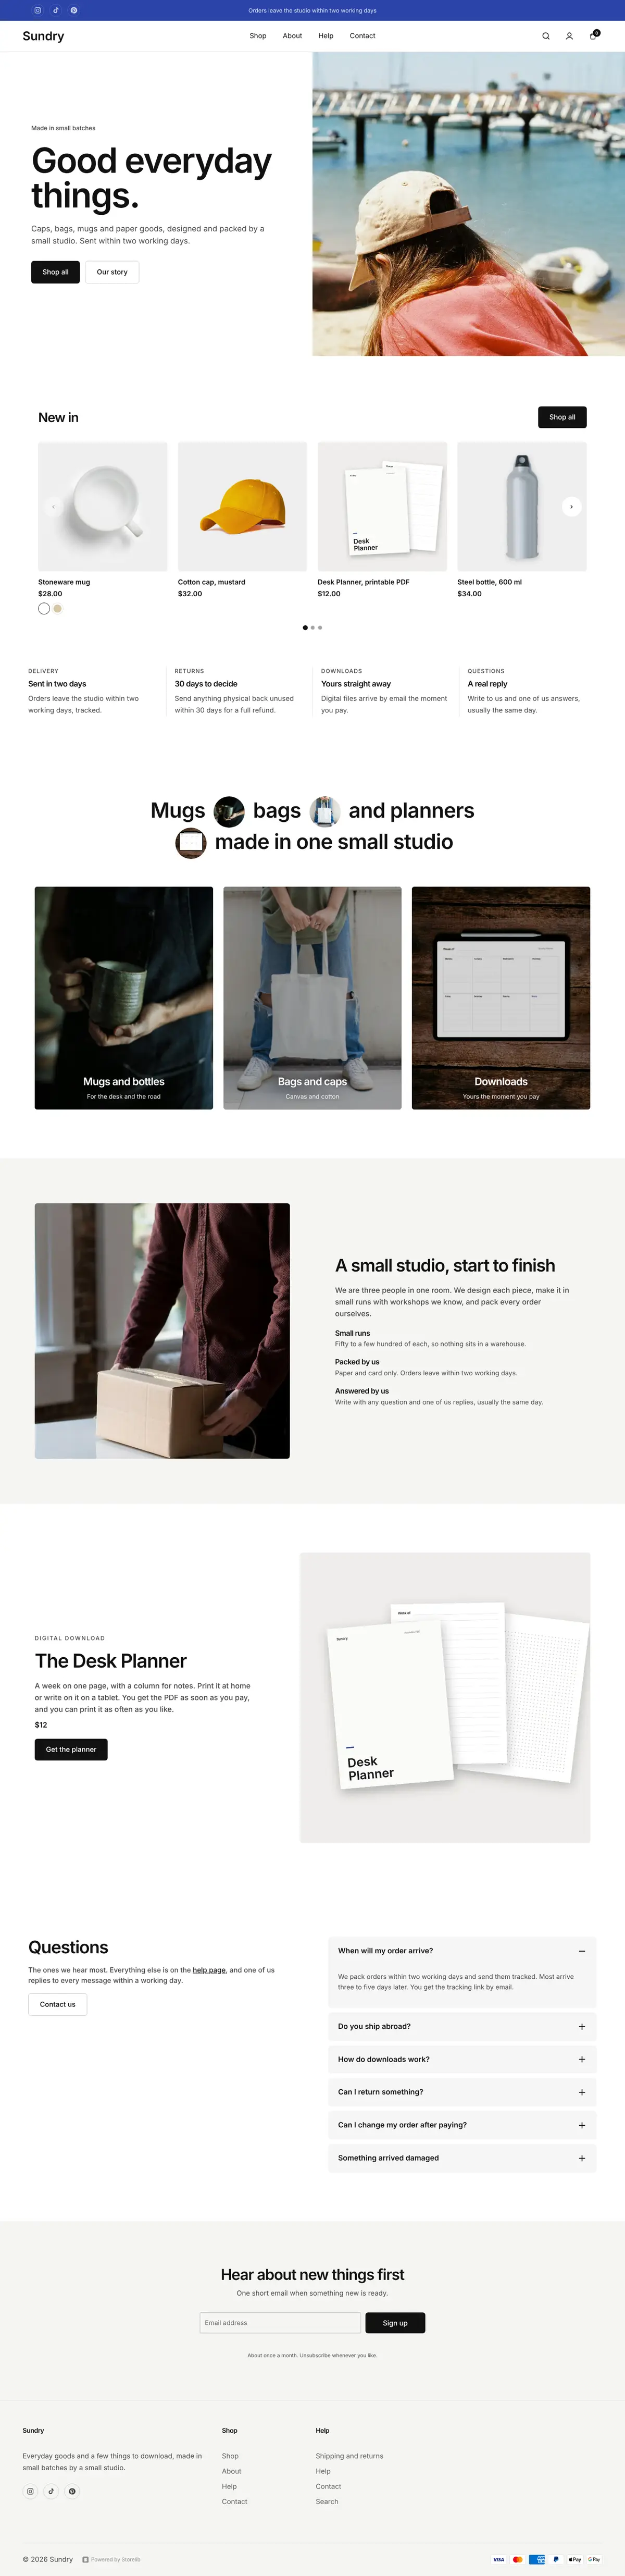 Orders leave the studio within two working days
Sundry
Shop
About
Help
Contact
0
Made in small batches
Good everyday
things.
Caps, bags, mugs and paper goods, designed and packed by a
small studio. Sent within two working days.
Shop all
Our story
New in
Shop all
Desk
Planner
Stoneware mug
$28.00
Cotton cap, mustard
$32.00
Desk Planner, printable PDF
$12.00
Steel bottle, 600 ml
$34.00
DELIVERY
Sent in two days
Orders leave the studio within two
working days, tracked.
RETURNS
30 days to decide
Send anything physical back unused
within 30 days for a full refund.
DOWNLOADS
Yours straight away
Digital files arrive by email the moment
you pay.
QUESTIONS
A real reply
Write to us and one of us answers,
usually the same day.
Mugs bags and planners
made in one small studio
Mugs and bottles
For the desk and the road
Bags and caps
Canvas and cotton
Downloads
Yours the moment you pay
A small studio, start to finish
We are three people in one room. We design each piece, make it in
small runs with workshops we know, and pack every order
ourselves.
Small runs
Fifty to a few hundred of each, so nothing sits in a warehouse.
Packed by us
Paper and card only. Orders leave within two working days.
Answered by us
Write with any question and one of us replies, usually the same day.
DIGITAL DOWNLOAD
The Desk Planner
A week on one page, with a column for notes. Print it at home
or write on it on a tablet. You get the PDF as soon as you pay,
and you can print it as often as you like.
$12
Get the planner
Week of
Sundry
Desk
Planner
Questions
The ones we hear most. Everything else is on the help page, and one of us
replies to every message within a working day.
Contact us
When will my order arrive?
We pack orders within two working days and send them tracked. Most arrive
three to five days later. You get the tracking link by email.
Do you ship abroad?
How do downloads work?
Can I return something?
Can I change my order after paying?
Something arrived damaged
Hear about new things first
One short email when something new is ready.
Email address
Sign up
About once a month. Unsubscribe whenever you like.
Sundry
Everyday goods and a few things to download, made in
small batches by a small studio.
Shop
Shop
About
Help
Contact
Help
Shipping and returns
Help
Contact
Search
© 2026 Sundry
Powered by
VISA
Pay
G Pay